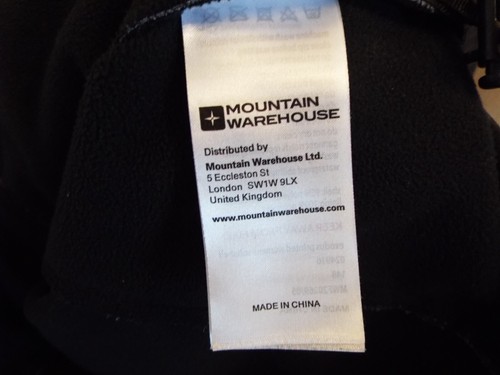 MOUNTAIN
WAREHOUSE
Distributed by
Mountain Warehouse Ltd.
5 Eccleston St
London SW1W 9LX
United Kingdom
www.mountainwarehouse.com
MADE IN CHINA